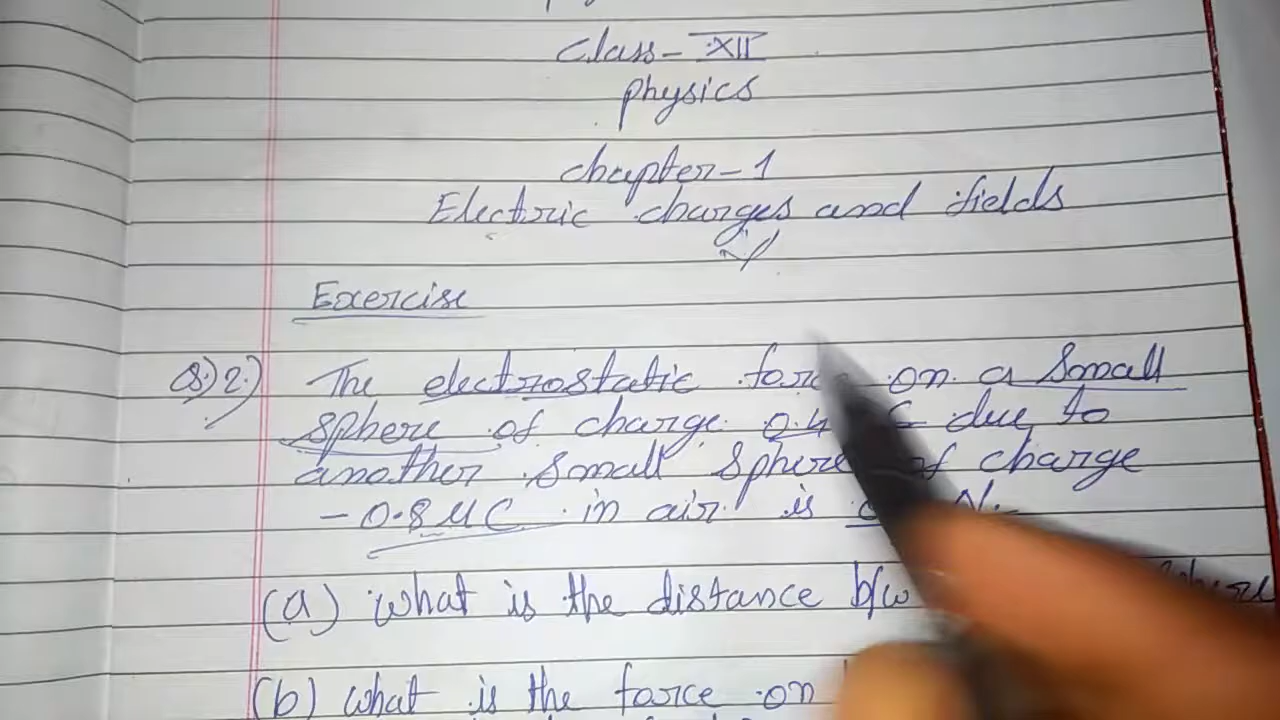 Class-XII
physics
chapter-1
Electric charges and fields
Exercise
Q.)2.) The electrostatic force on a small
sphere of charge 0.4 C due to
another small sphere of charge
-0.8 μC in air is N.
(a) what is the distance b/w
(b) what is the force on